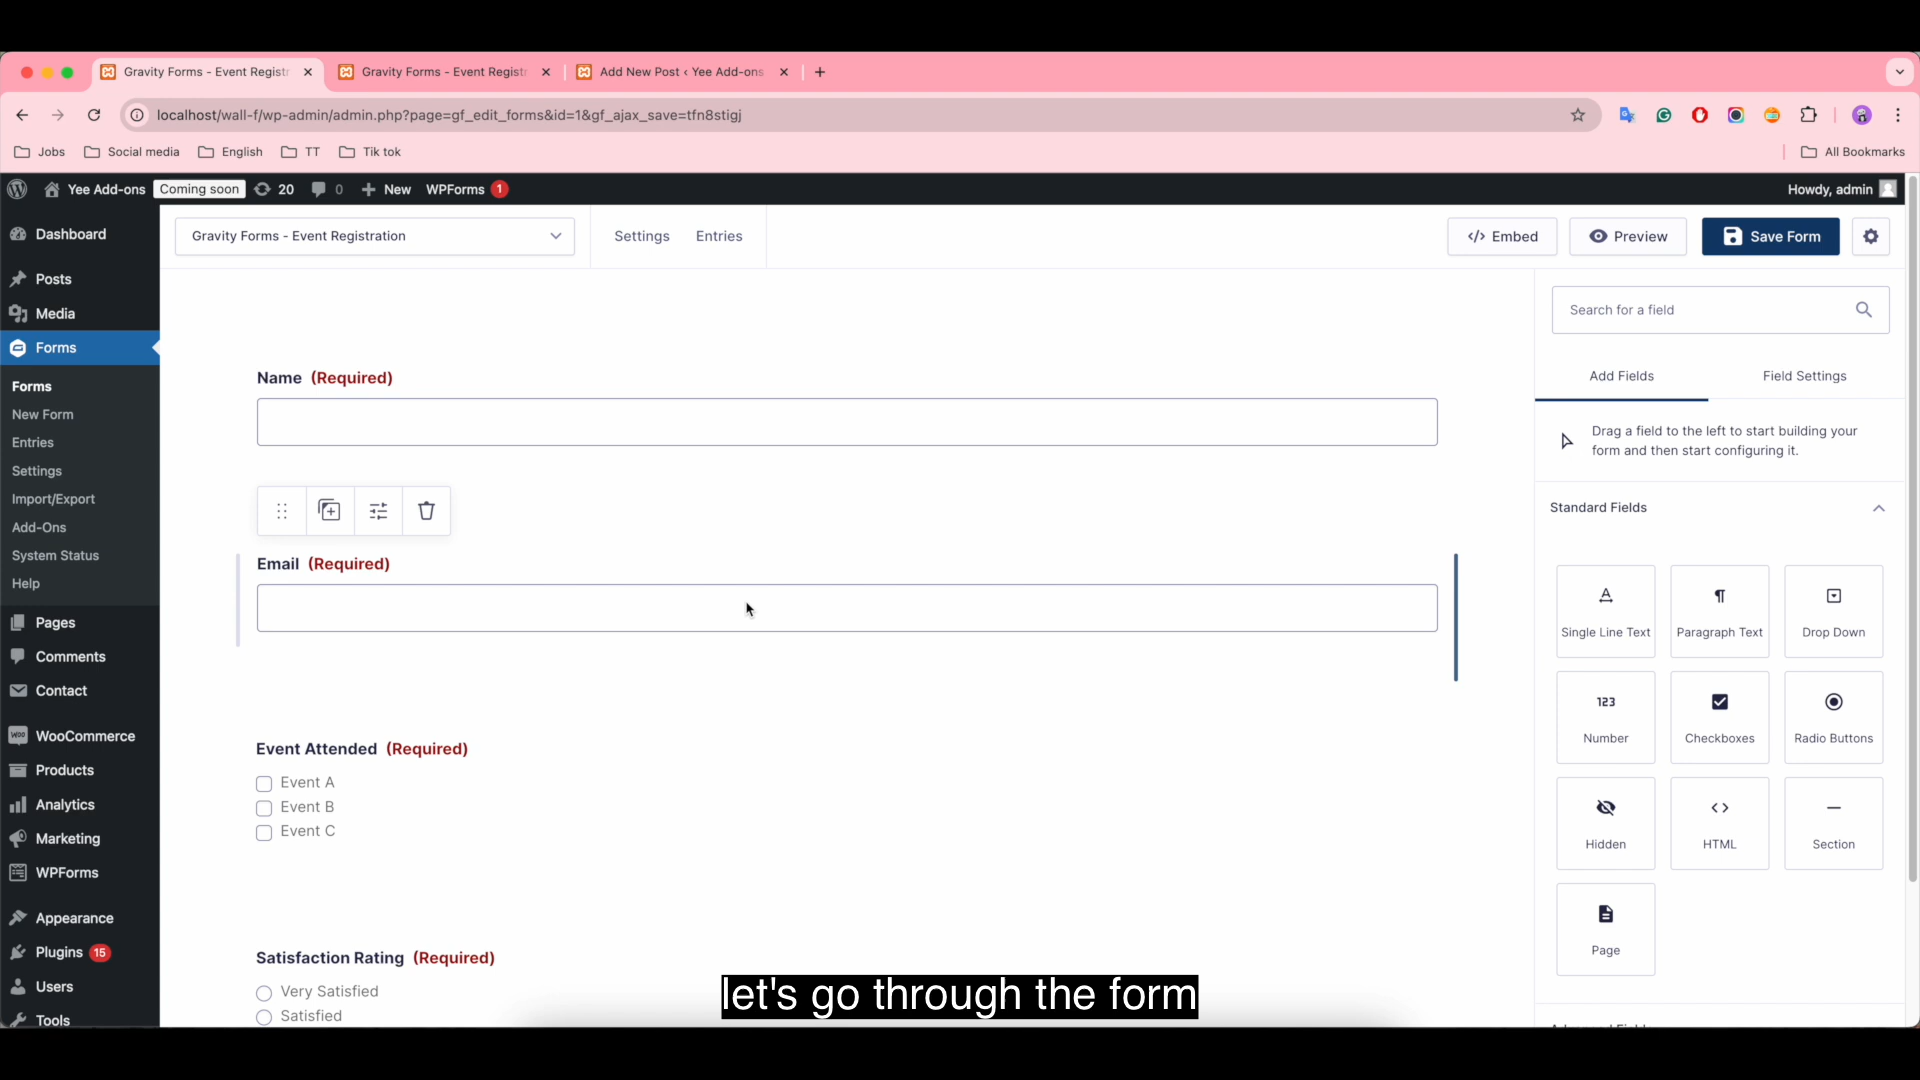 Gravity Forms - Event Registr
Gravity Forms - Event Registr
Add New Post ‹ Yee Add-ons
localhost/wall-f/wp-admin/admin.php?page=gf_edit_forms&id=1&gf_ajax_save=tfn8stigj
Jobs
Social media
English
TT
Tik tok
All Bookmarks
Yee Add-ons
Coming soon
20
0
New
WPForms 1
Howdy, admin
Dashboard
Posts
Media
Forms
Forms
New Form
Entries
Settings
Import/Export
Add-Ons
System Status
Help
Pages
Comments
Contact
WooCommerce
Products
Analytics
Marketing
WPForms
Appearance
Plugins 15
Users
Tools
Gravity Forms - Event Registration
Settings
Entries
Embed
Preview
Save Form
Name (Required)
Email (Required)
Event Attended (Required)
Event A
Event B
Event C
Satisfaction Rating (Required)
Very Satisfied
Satisfied
Search for a field
Add Fields
Field Settings
Drag a field to the left to start building your
form and then start configuring it.
Standard Fields
Single Line Text
Paragraph Text
Drop Down
123
Number
Checkboxes
Radio Buttons
Hidden
HTML
Section
Page
let's go through the form